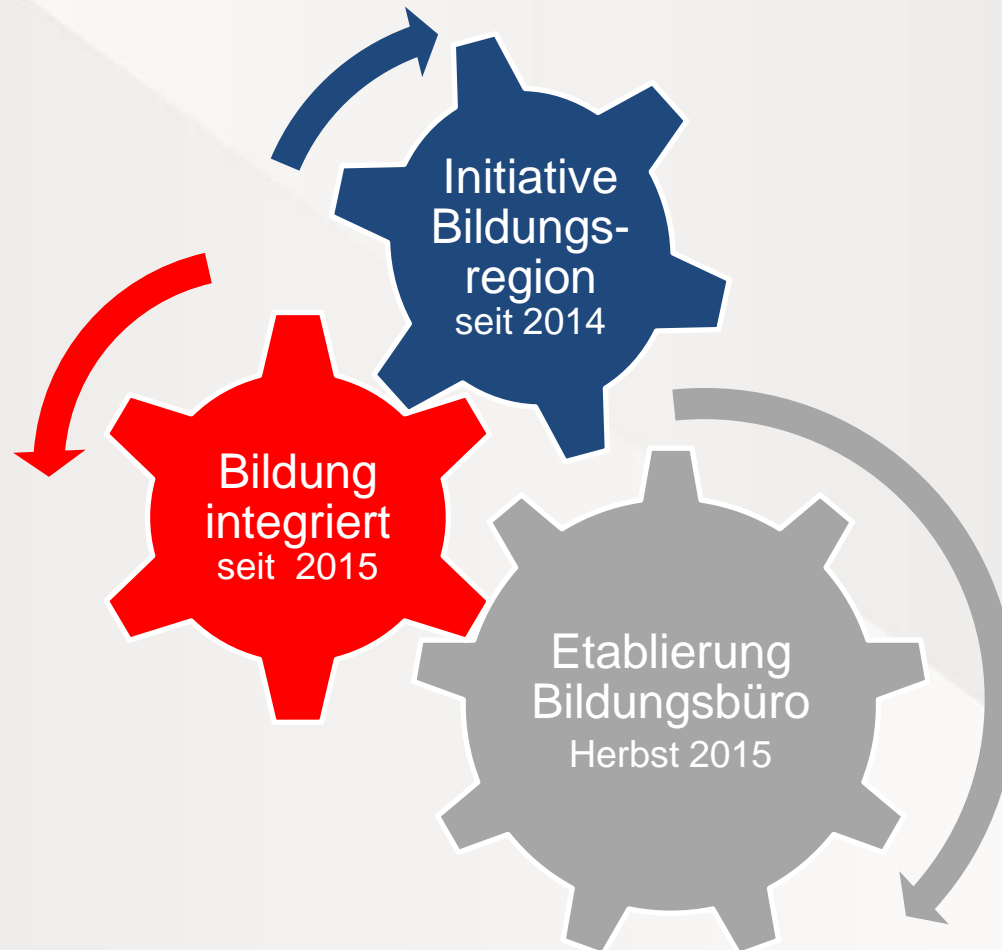 Initiative
Bildungs-
region
seit 2014
Bildung
integriert
seit 2015
Etablierung
Bildungsbüro
Herbst 2015